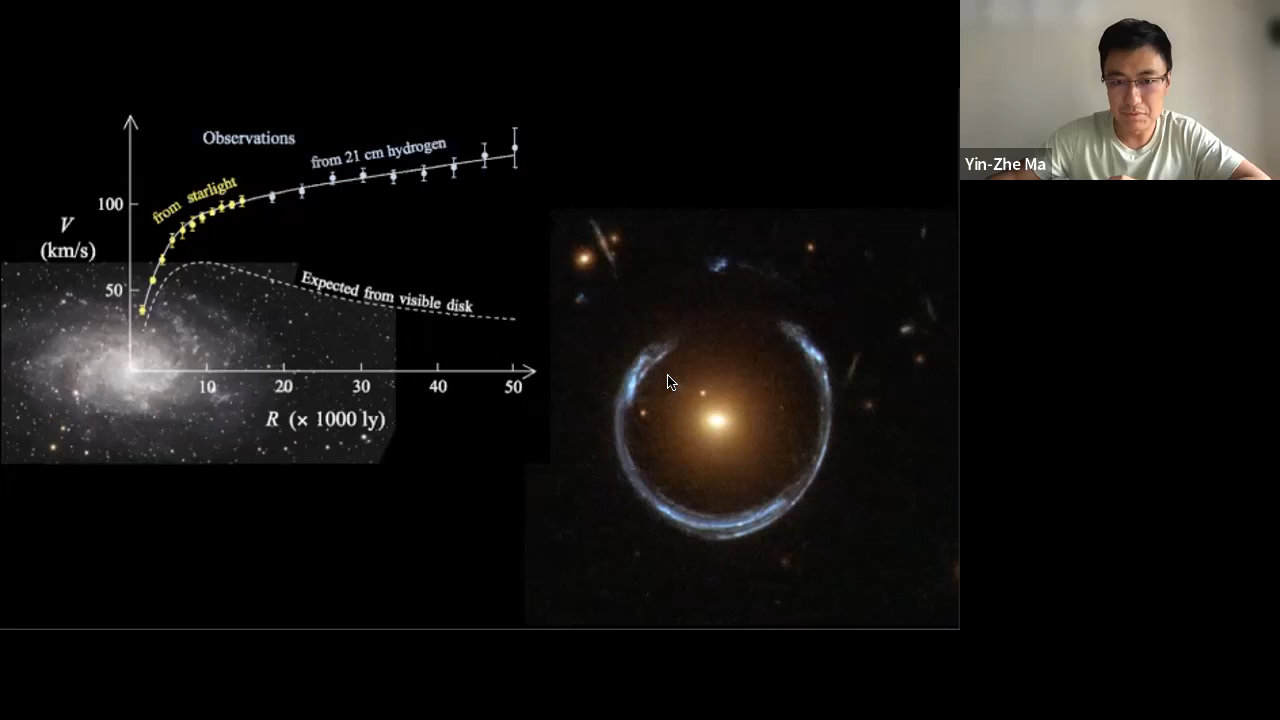 Observations
from 21 cm hydrogen
from starlight
100
V
(km/s)
50
Expected from visible disk
10
20
30
40
50
R (× 1000 ly)
Yin-Zhe Ma